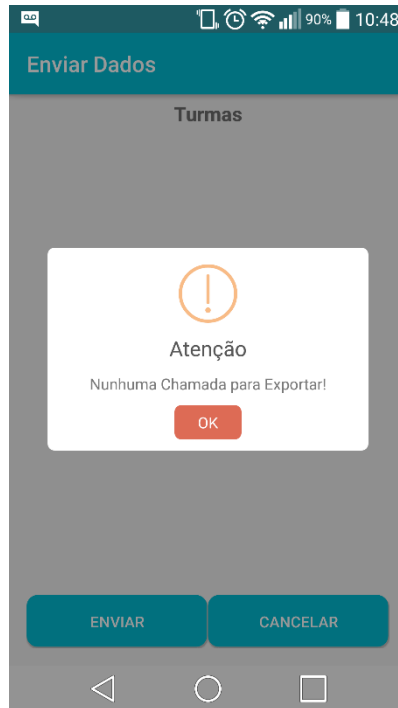 90% 10:48
Enviar Dados
Turmas
Atenção
Nunhuma Chamada para Exportar!
OK
ENVIAR CANCELAR